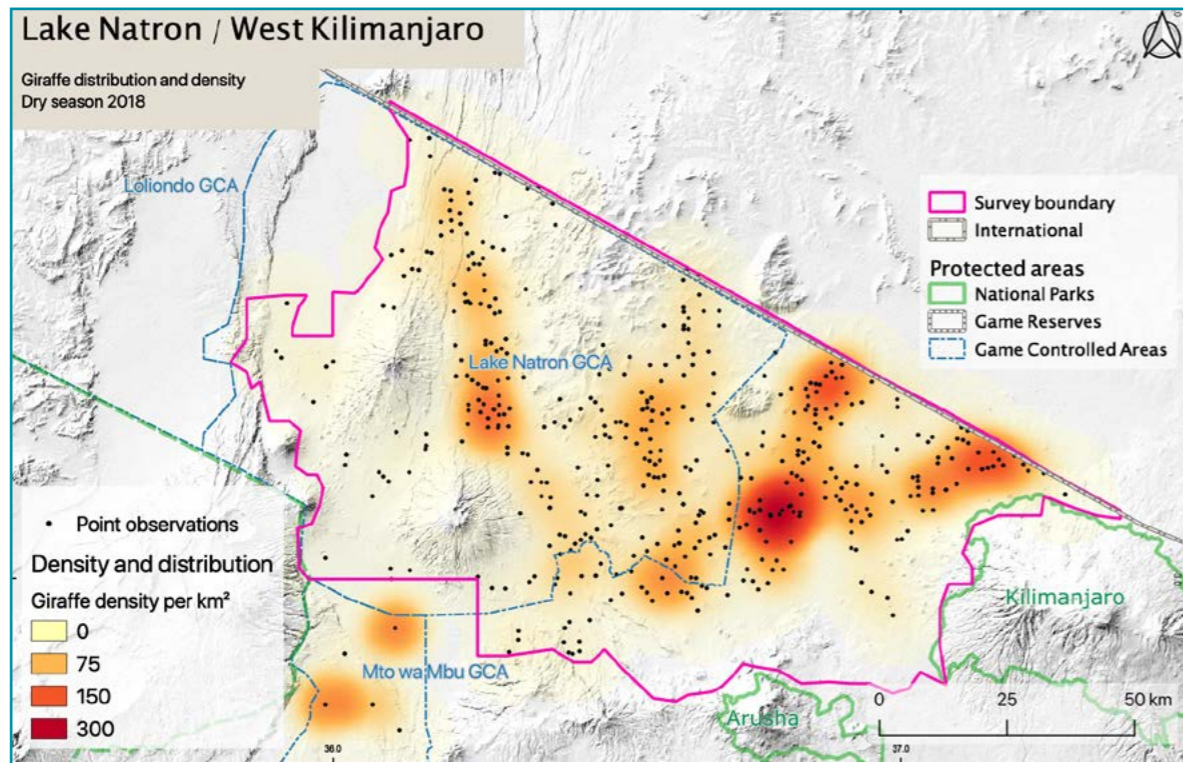 Lake Natron / West Kilimanjaro
Giraffe distribution and density
Dry season 2018
Loliondo GCA
Survey boundary
International
Protected areas
National Parks
Game Reserves
Game Controlled Areas
Lake Natron GCA
Point observations
Density and distribution
Giraffe density per km²
0
75
150
300
Kilimanjaro
Mto wa Mbu GCA
Arusha
0 25 50 km
36.0
37.0